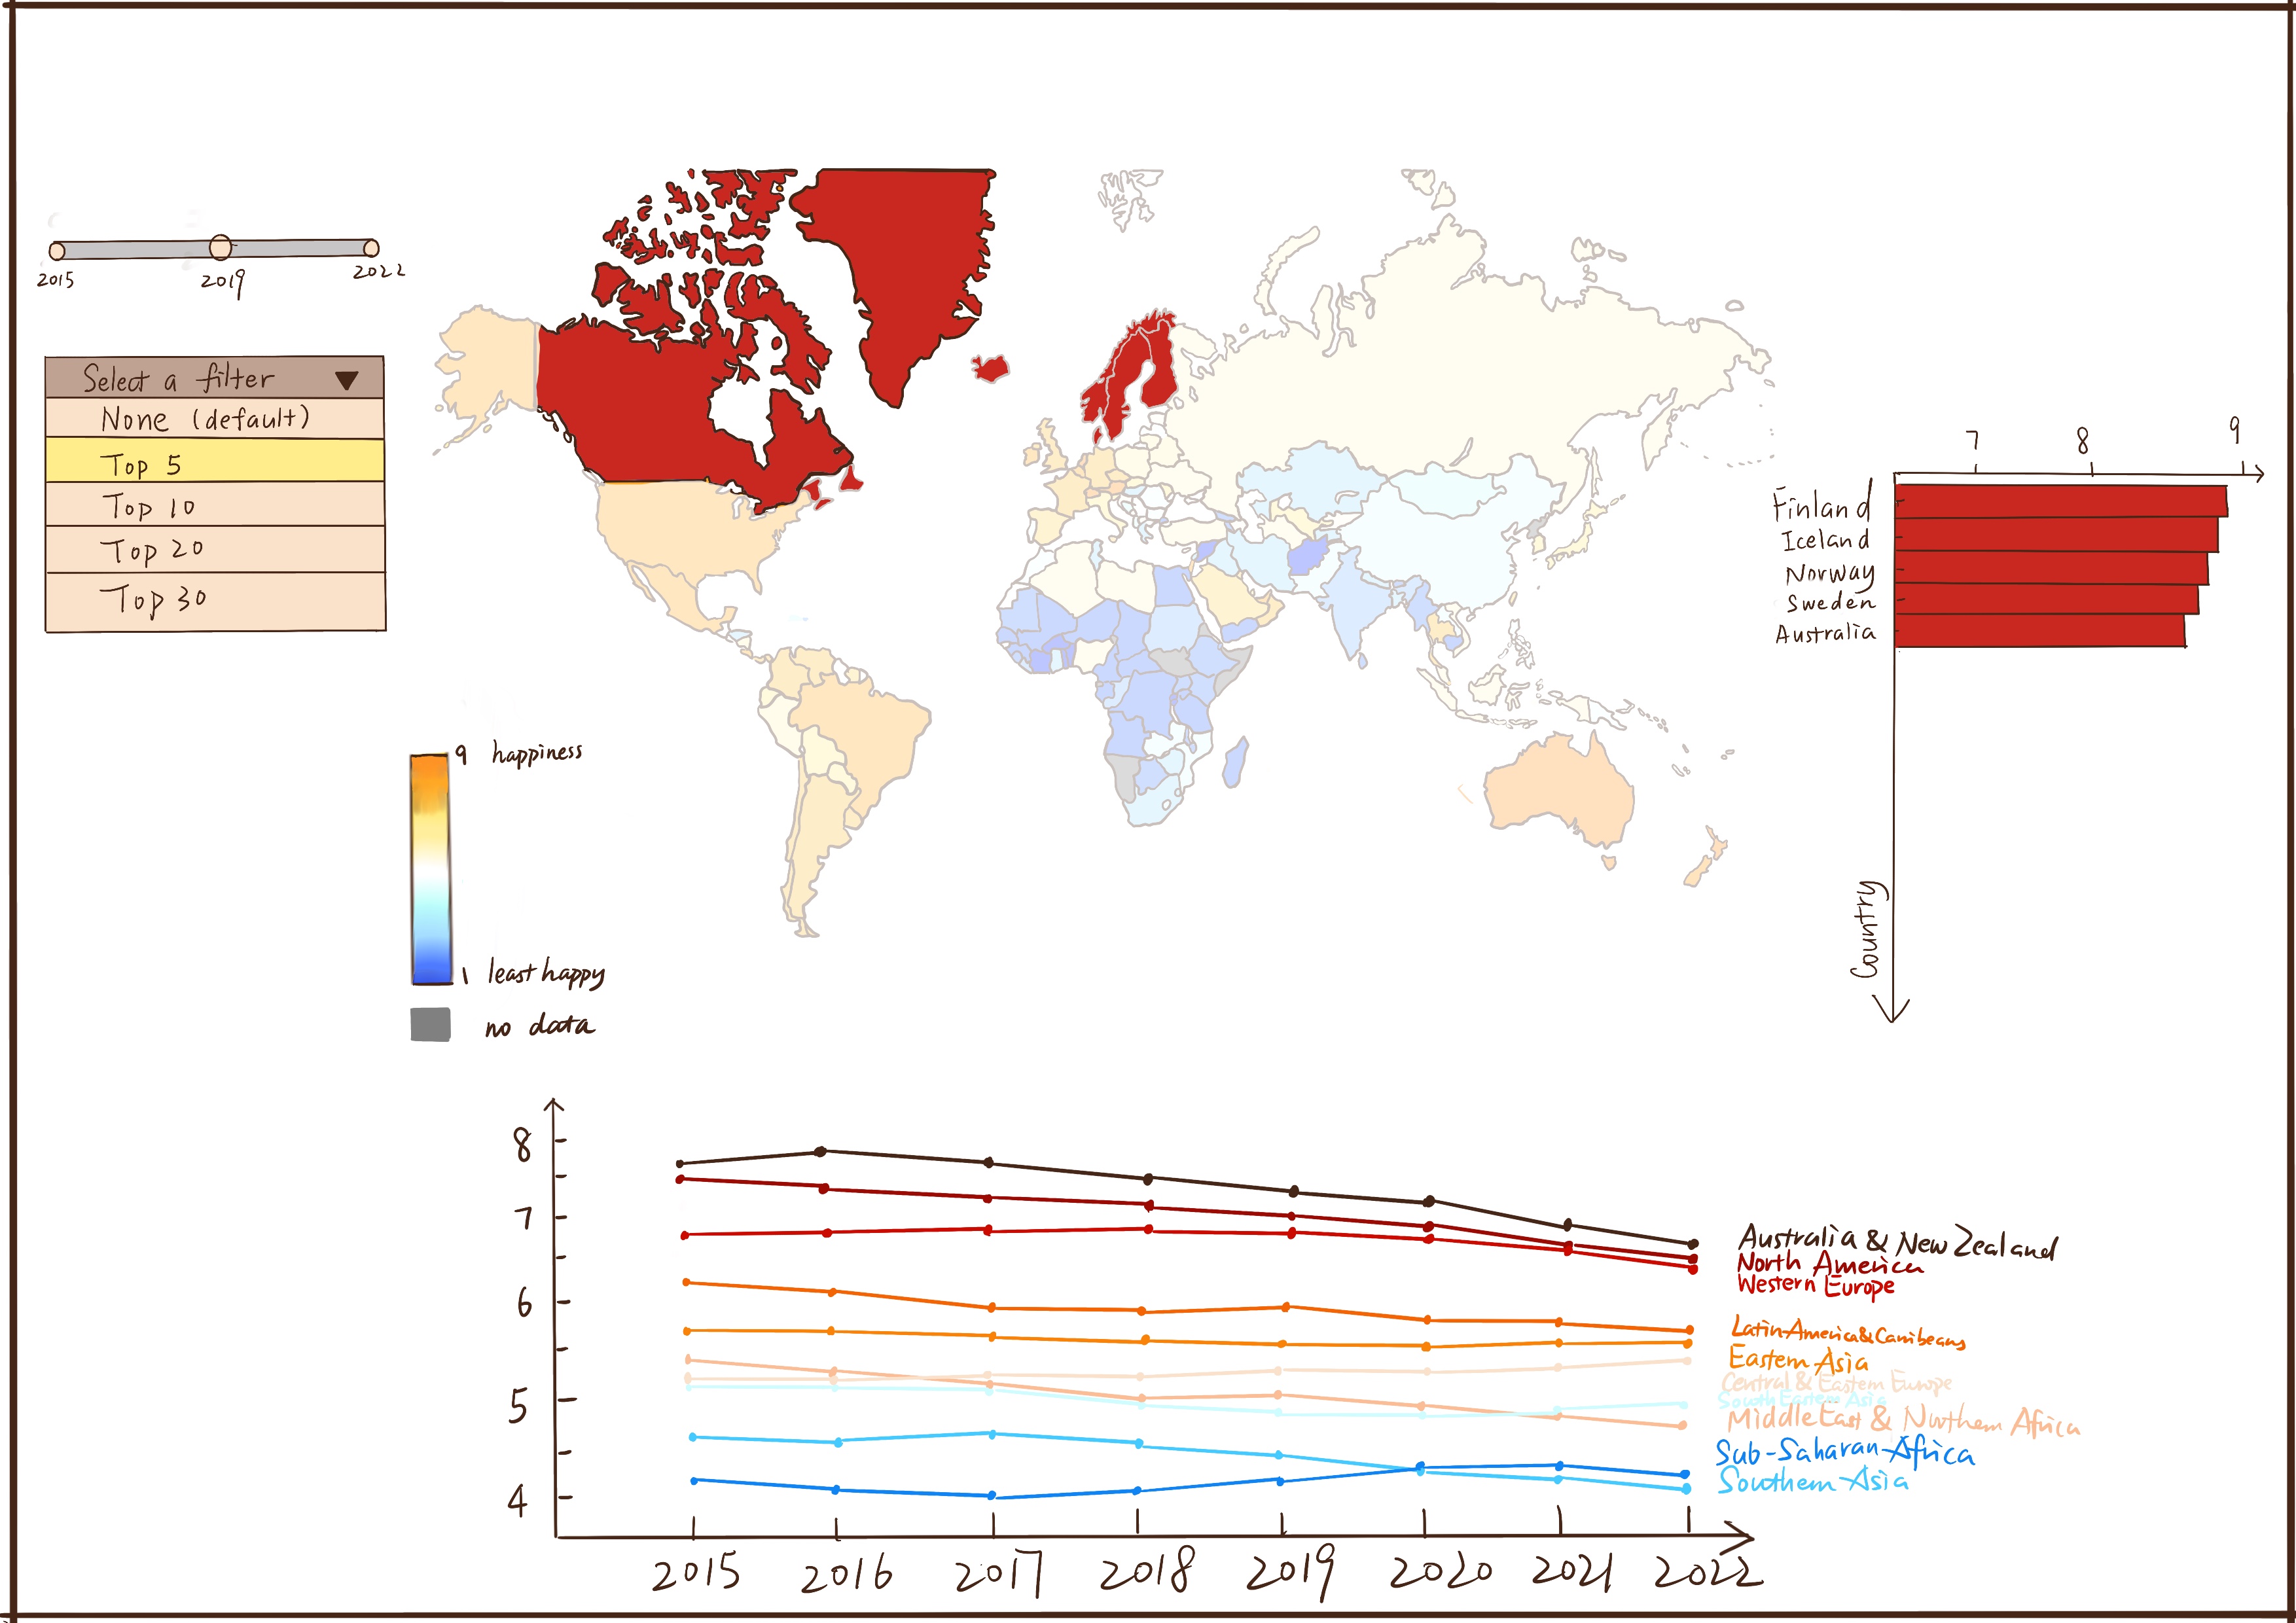 2015
2019
2022
Select a filter
None (default)
Top 5
Top 10
Top 20
Top 30
9 happiness
1 least happy
no data
7
8
9
Finland
Iceland
Norway
Sweden
Australia
Country
8
7
6
5
4
Australia & New Zealand
North America
Western Europe
Latin America & Carribeans
Eastern Asia
Central & Eastern Europe
South Eastern Asia
Middle East & Northern Africa
Sub-Saharan Africa
Southern Asia
2015
2016
2017
2018
2019
2020
2021
2022